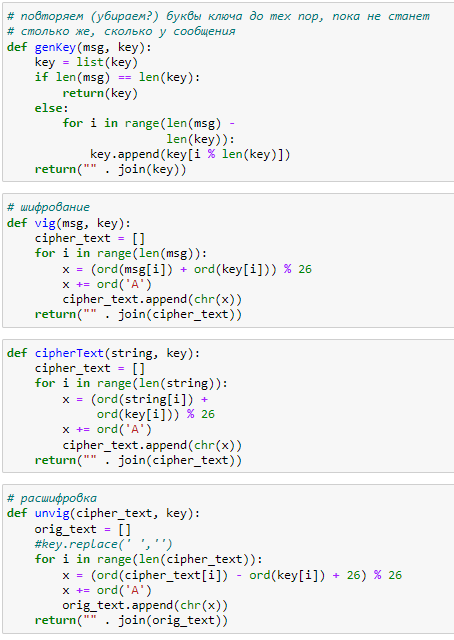 # повторяем (убираем?) буквы ключа до тех пор, пока не станет
# столько же, сколько у сообщения
def genKey(msg, key):
    key = list(key)
    if len(msg) == len(key):
        return(key)
    else:
        for i in range(len(msg) -
                       len(key)):
            key.append(key[i % len(key)])
    return("" . join(key))
# шифрование
def vig(msg, key):
    cipher_text = []
    for i in range(len(msg)):
        x = (ord(msg[i]) + ord(key[i])) % 26
        x += ord('A')
        cipher_text.append(chr(x))
    return("" . join(cipher_text))
def cipherText(string, key):
    cipher_text = []
    for i in range(len(string)):
        x = (ord(string[i]) +
             ord(key[i])) % 26
        x += ord('A')
        cipher_text.append(chr(x))
    return("" . join(cipher_text))
# расшифровка
def unvig(cipher_text, key):
    orig_text = []
    #key.replace(' ','')
    for i in range(len(cipher_text)):
        x = (ord(cipher_text[i]) - ord(key[i]) + 26) % 26
        x += ord('A')
        orig_text.append(chr(x))
    return("" . join(orig_text))